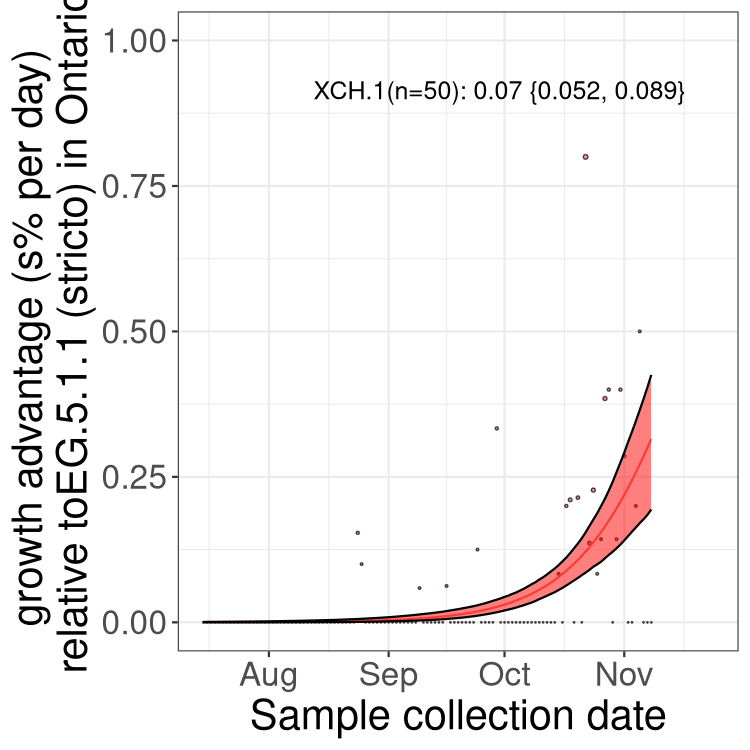 growth advantage (s% per day)
relative toEG.5.1.1 (stricto) in Ontario
1.00
0.75
0.50
0.25
0.00
XCH.1(n=50): 0.07 {0.052, 0.089}
Aug Sep Oct Nov
Sample collection date